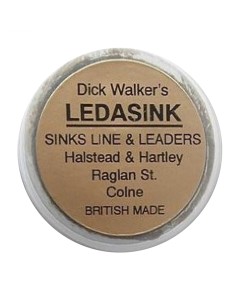 Dick Walker's
LEDASINK
SINKS LINE & LEADERS
Halstead & Hartley
Raglan St.
Colne
BRITISH MADE